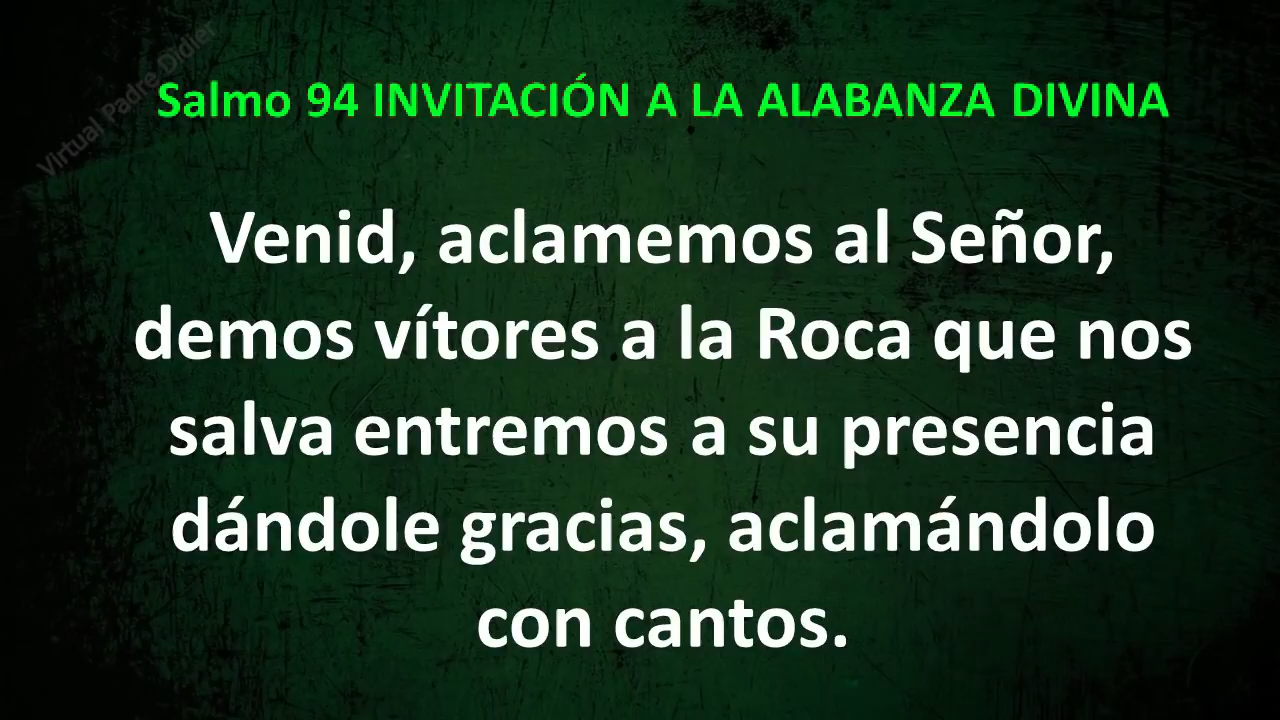 Virtual Padre Didier
Salmo 94 INVITACIÓN A LA ALABANZA DIVINA
Venid, aclamemos al Señor,
demos vítores a la Roca que nos
salva entremos a su presencia
dándole gracias, aclamándolo
con cantos.